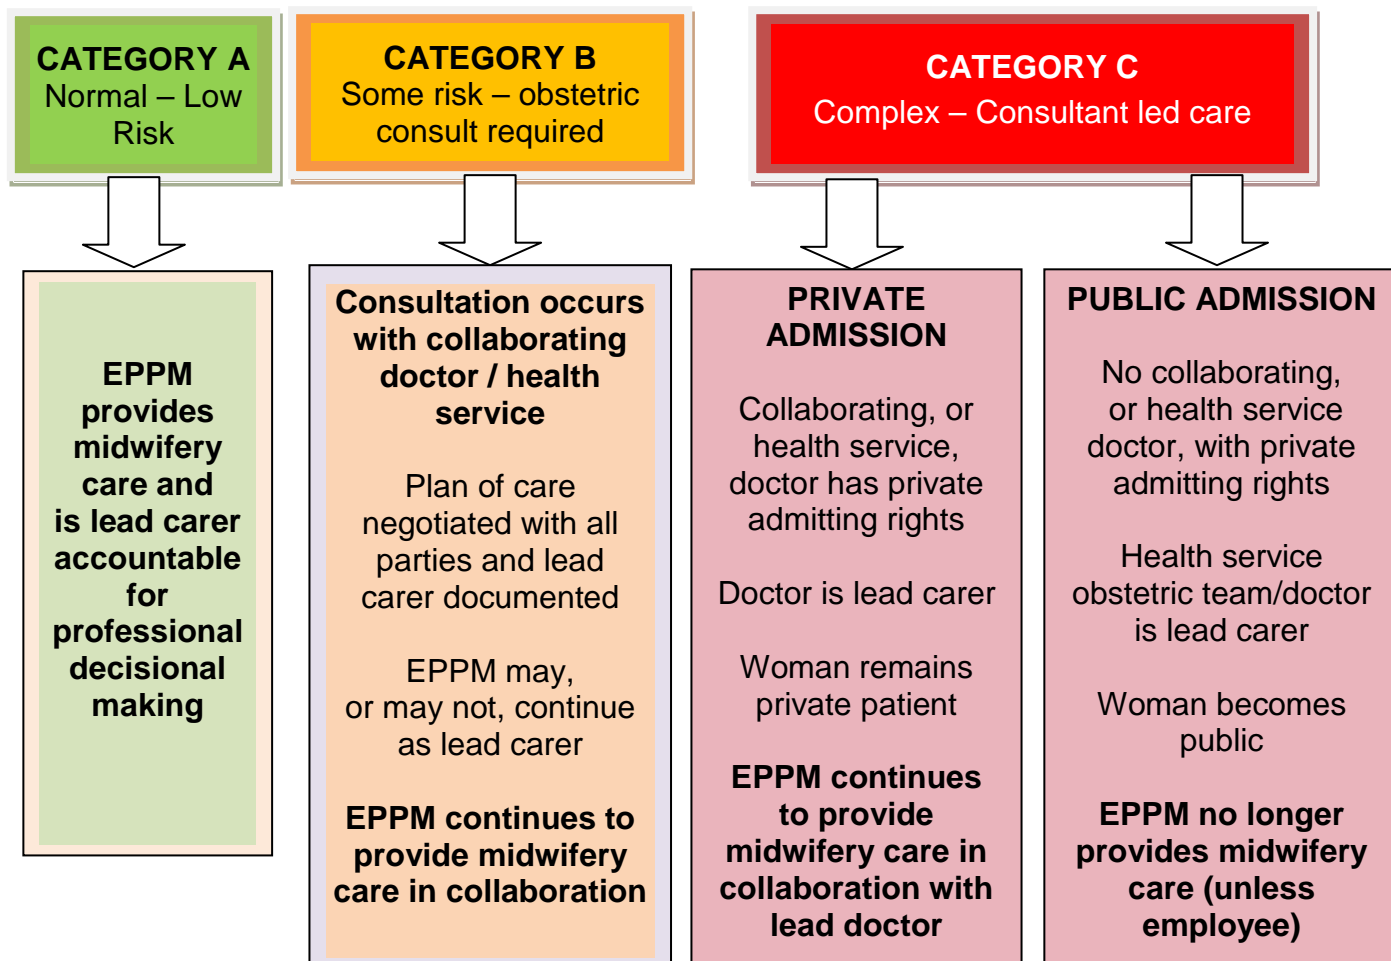 CATEGORY A
Normal – Low
Risk
CATEGORY B
Some risk – obstetric
consult required
CATEGORY C
Complex – Consultant led care
EPPM
provides
midwifery
care and
is lead carer
accountable
for
professional
decisional
making
Consultation occurs
with collaborating
doctor / health
service
Plan of care
negotiated with all
parties and lead
carer documented
EPPM may,
or may not, continue
as lead carer
EPPM continues to
provide midwifery
care in collaboration
PRIVATE
ADMISSION
Collaborating, or
health service,
doctor has private
admitting rights
Doctor is lead carer
Woman remains
private patient
EPPM continues
to provide
midwifery care in
collaboration with
lead doctor
PUBLIC ADMISSION
No collaborating,
or health service
doctor, with private
admitting rights
Health service
obstetric team/doctor
is lead carer
Woman becomes
public
EPPM no longer
provides midwifery
care (unless
employee)